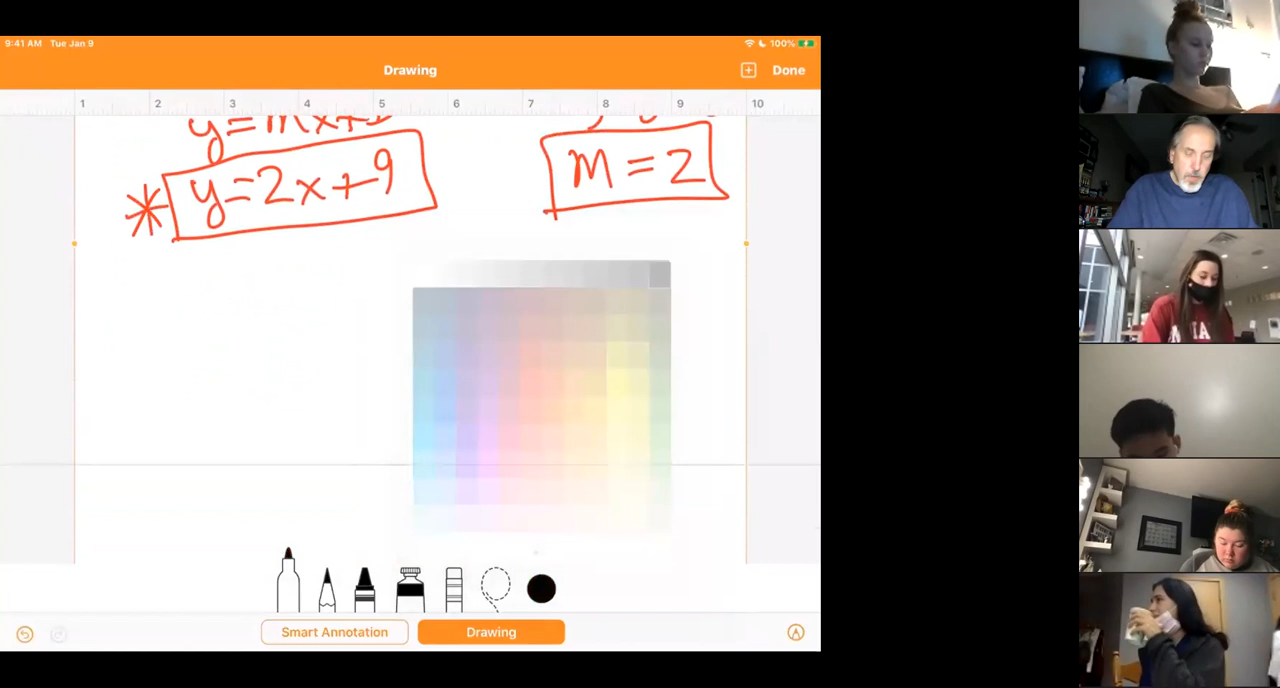 9:41 AM Tue Jan 9
100%
Drawing
Done
1 2 3 4 5 6 7 8 9 10
y=mx+
y=2x+9
m=2
Smart Annotation
Drawing